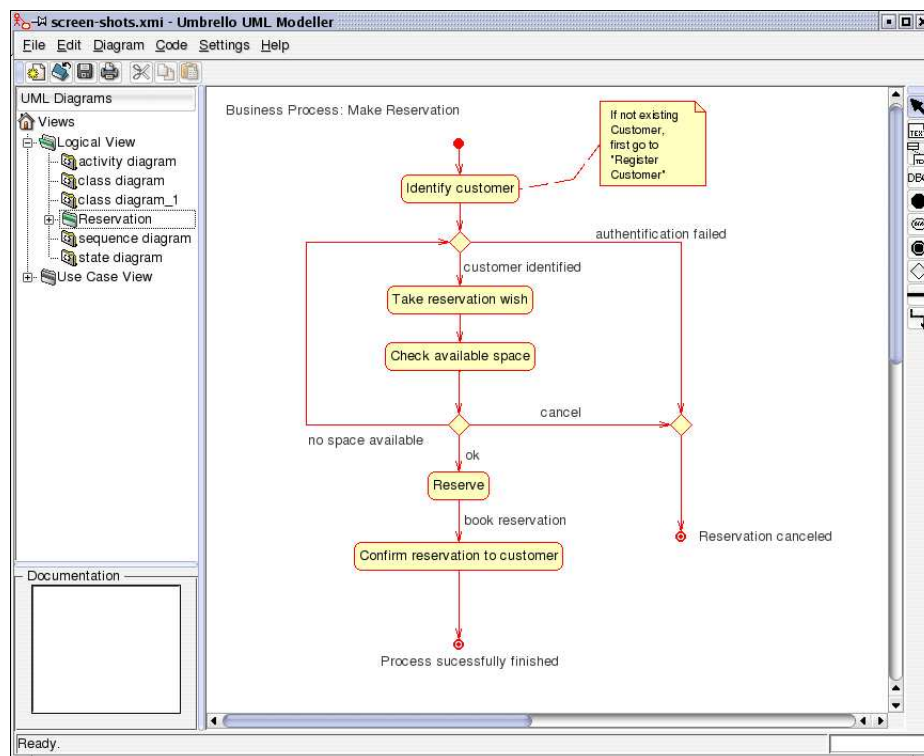 screen-shots.xmi - Umbrello UML Modeller
File Edit Diagram Code Settings Help
UML Diagrams
Views
Logical View
activity diagram
class diagram
class diagram_1
Reservation
sequence diagram
state diagram
Use Case View
Documentation
Business Process: Make Reservation
If not existing
Customer,
first go to
"Register
Customer"
Identify customer
authentification failed
customer identified
Take reservation wish
Check available space
cancel
no space available
ok
Reserve
book reservation
Reservation canceled
Confirm reservation to customer
Process sucessfully finished
Ready.